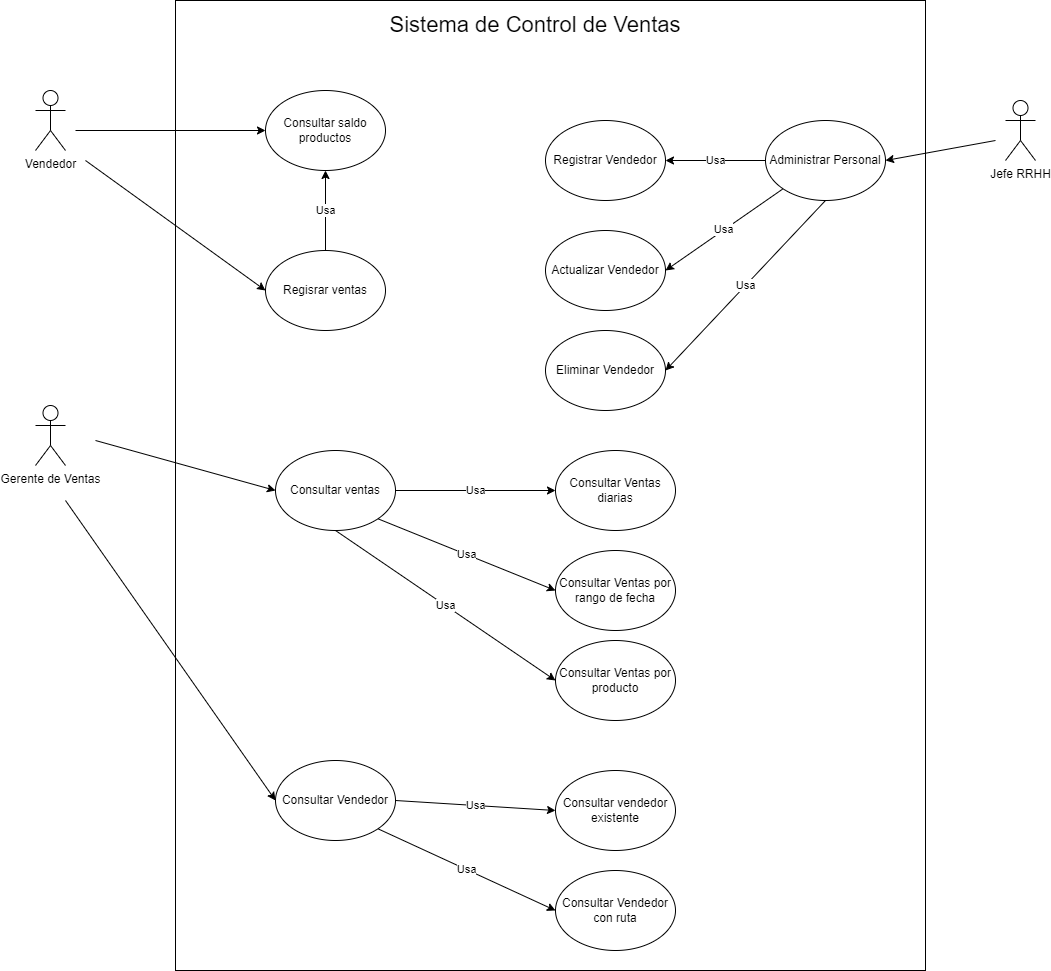 Sistema de Control de Ventas
Vendedor
Consultar saldo
productos
Usa
Regisrar ventas
Registrar Vendedor
Usa
Administrar Personal
Jefe RRHH
Usa
Actualizar Vendedor
Usa
Eliminar Vendedor
Gerente de Ventas
Consultar ventas
Usa
Consultar Ventas
diarias
Usa
Consultar Ventas por
rango de fecha
Usa
Consultar Ventas por
producto
Consultar Vendedor
Usa
Consultar vendedor
existente
Usa
Consultar Vendedor
con ruta